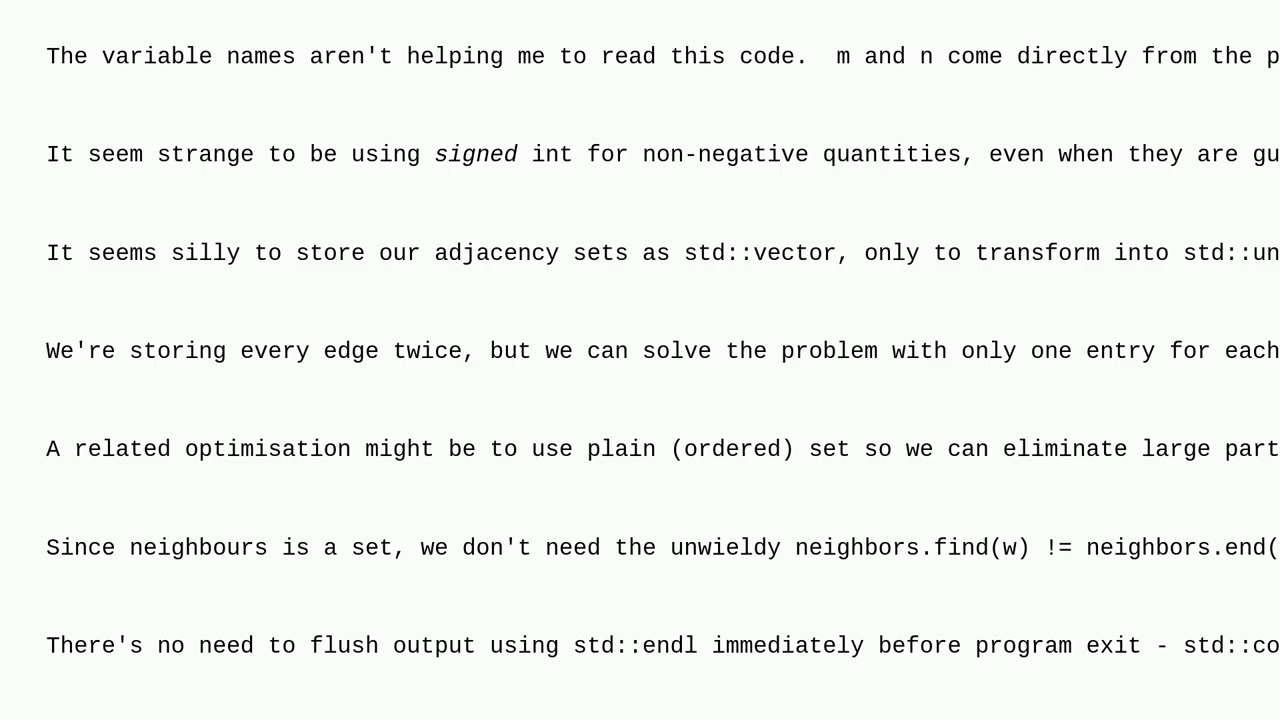 The variable names aren't helping me to read this code.  m and n come directly from the p
It seem strange to be using signed int for non-negative quantities, even when they are gu
It seems silly to store our adjacency sets as std::vector, only to transform into std::un
We're storing every edge twice, but we can solve the problem with only one entry for each
A related optimisation might be to use plain (ordered) set so we can eliminate large part
Since neighbours is a set, we don't need the unwieldy neighbors.find(w) != neighbors.end(
There's no need to flush output using std::endl immediately before program exit - std::co